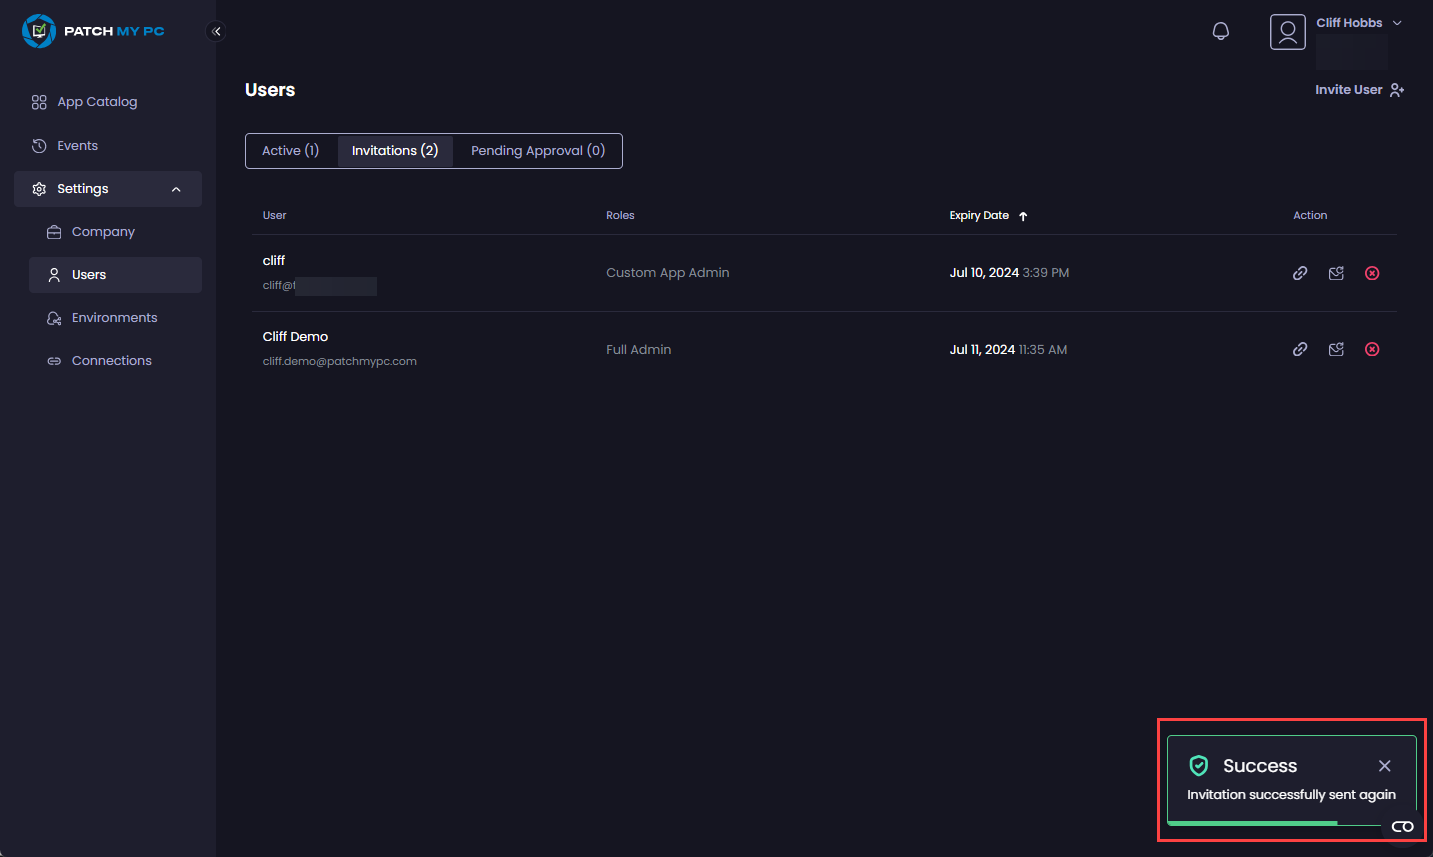 PATCH MY PC
Cliff Hobbs
App Catalog
Events
Settings
Company
Users
Environments
Connections
Users
Invite User
Active (1)
Invitations (2)
Pending Approval (0)
User Roles Expiry Date Action
cliff
cliff@
Custom App Admin
Jul 10, 2024 3:39 PM
Cliff Demo
cliff.demo@patchmypc.com
Full Admin
Jul 11, 2024 11:35 AM
Success
Invitation successfully sent again